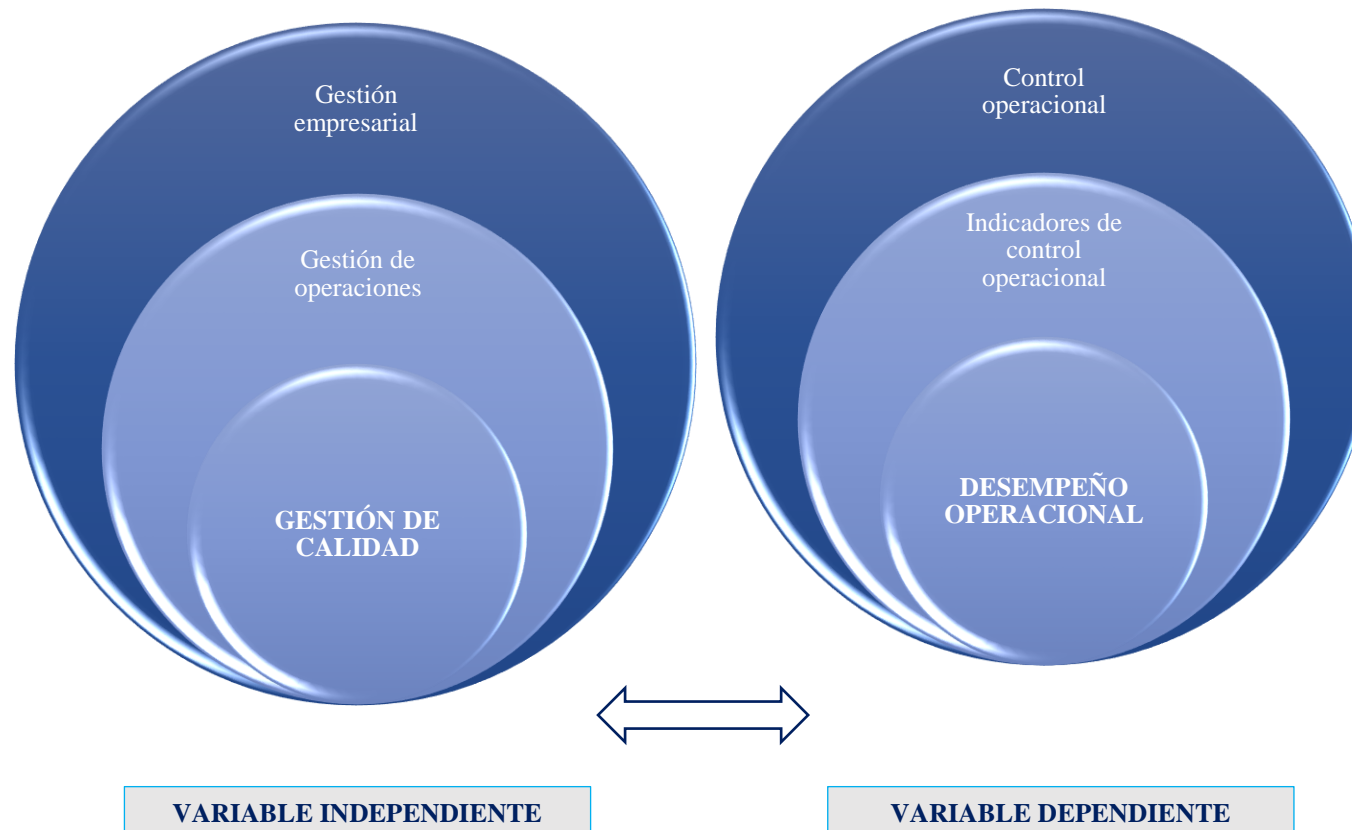 Gestión
empresarial
Gestión de
operaciones
GESTIÓN DE
CALIDAD
Control
operacional
Indicadores de
control
operacional
DESEMPEÑO
OPERACIONAL
VARIABLE INDEPENDIENTE
VARIABLE DEPENDIENTE